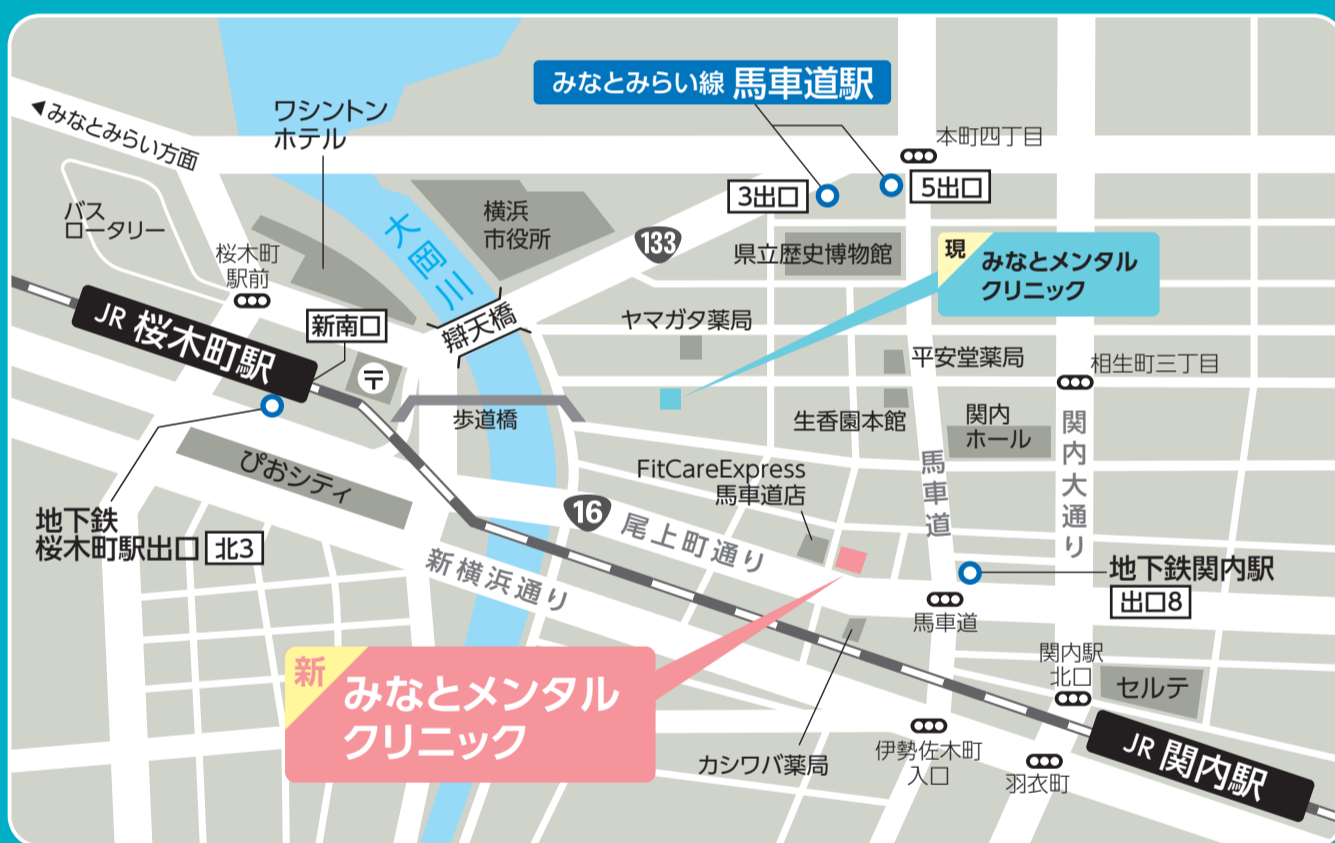 みなとみらい線 馬車道駅
◀みなとみらい方面
ワシントン
ホテル
本町四丁目
3出口
5出口
バス
ロータリー
横浜
市役所
大岡川
133
県立歴史博物館
現
みなとメンタル
クリニック
桜木町
駅前
JR 桜木町駅
新南口
〒
辯天橋
ヤマガタ薬局
平安堂薬局
相生町三丁目
歩道橋
生香園本館
関内
ホール
関内大通り
馬車道
ぴおシティ
FitCareExpress
馬車道店
地下鉄
桜木町駅出口 北3
16
尾上町通り
新横浜通り
地下鉄関内駅
出口8
馬車道
関内駅
北口
セルテ
新
みなとメンタル
クリニック
カシワバ薬局
伊勢佐木町
入口
羽衣町
JR 関内駅